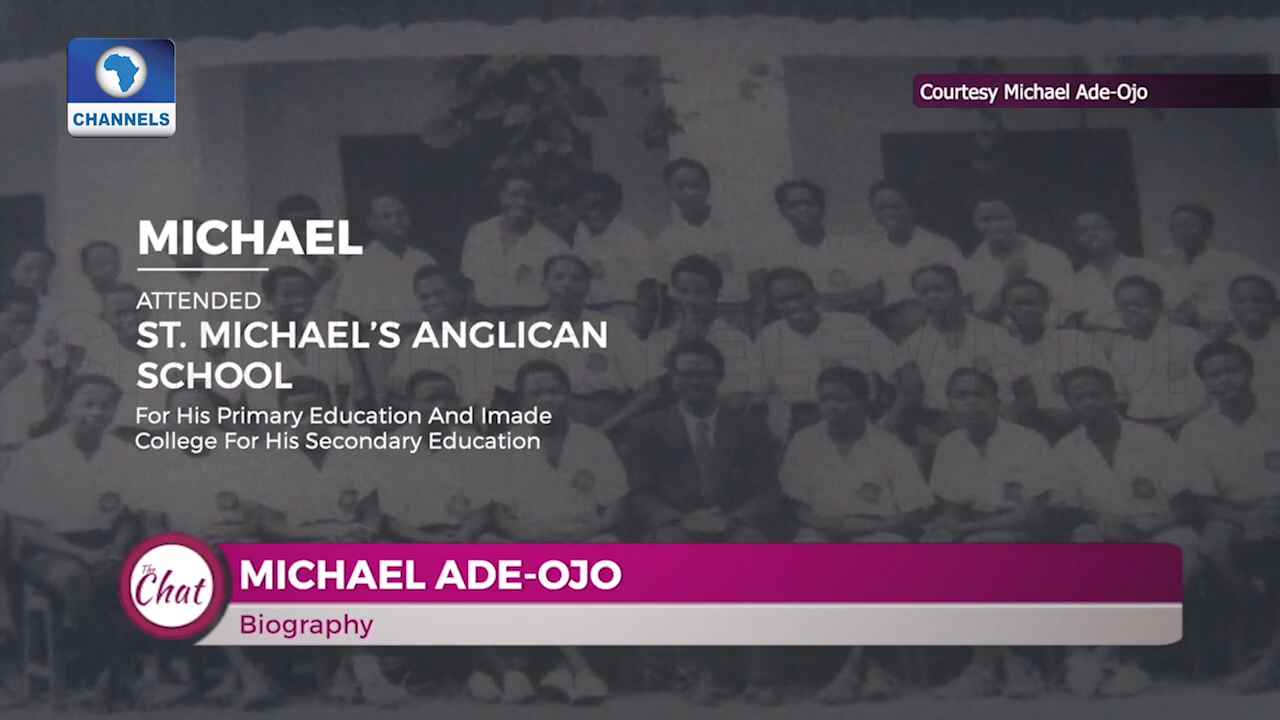 CHANNELS
Courtesy Michael Ade-Ojo
MICHAEL
ATTENDED
ST. MICHAEL’S ANGLICAN
SCHOOL
For His Primary Education And Imade
College For His Secondary Education
The
Chat
MICHAEL ADE-OJO
Biography